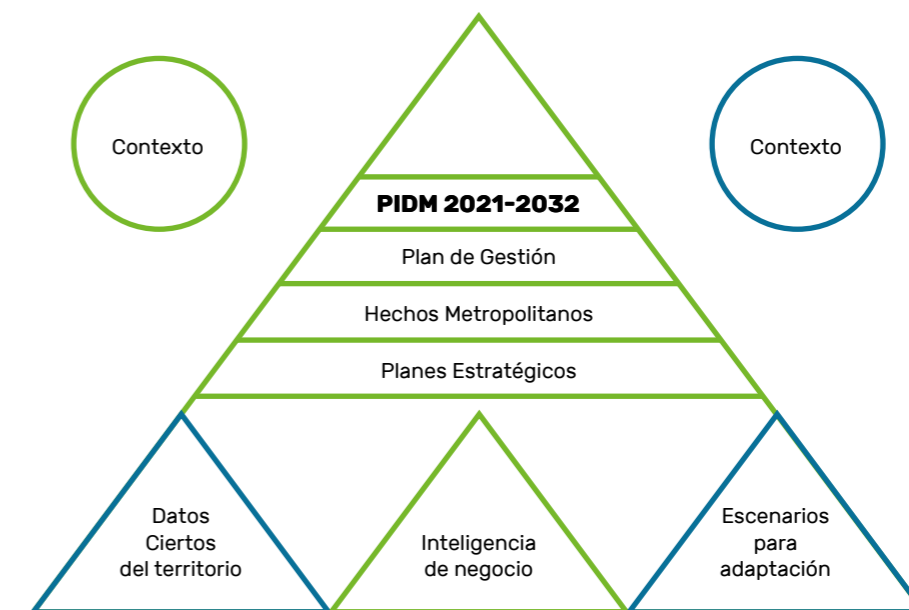 Contexto
Contexto
PIDM 2021-2032
Plan de Gestión
Hechos Metropolitanos
Planes Estratégicos
Datos
Ciertos
del territorio
Inteligencia
de negocio
Escenarios
para
adaptación